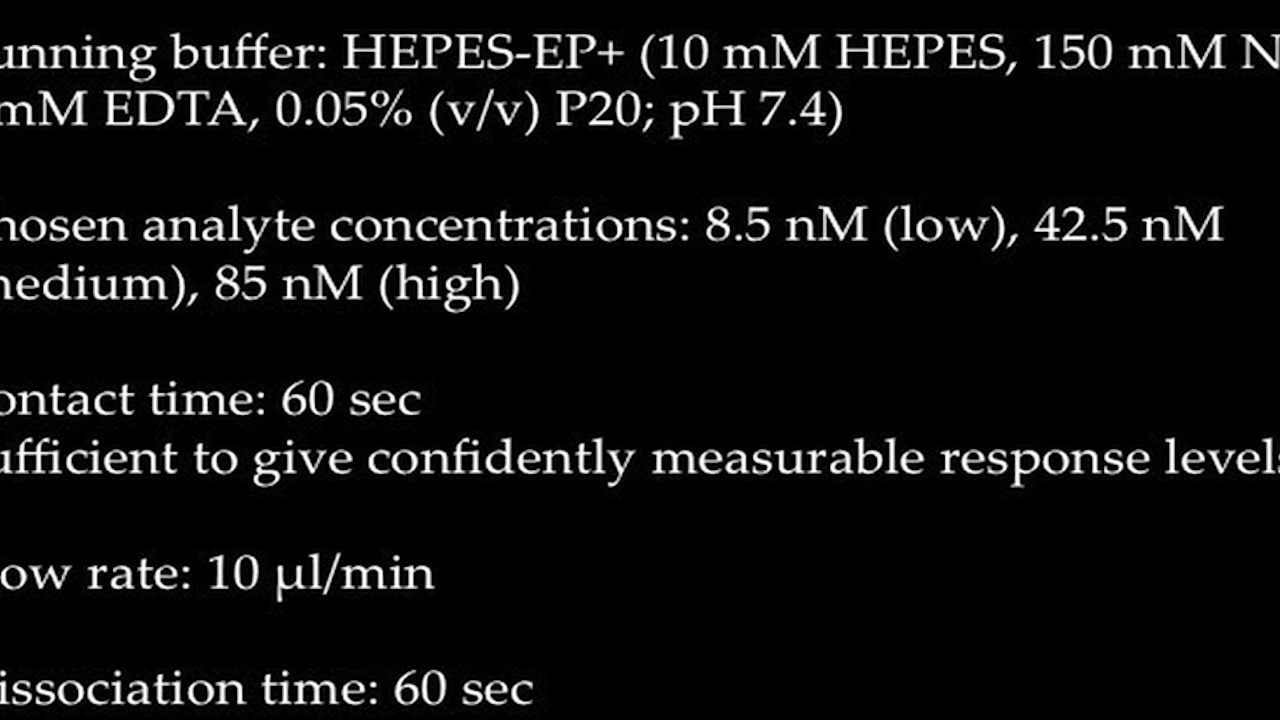 unning buffer: HEPES-EP+ (10 mM HEPES, 150 mM N
mM EDTA, 0.05% (v/v) P20; pH 7.4)
hosen analyte concentrations: 8.5 nM (low), 42.5 nM
nedium), 85 nM (high)
ontact time: 60 sec
ufficient to give confidently measurable response levels
ow rate: 10 µl/min
issociation time: 60 sec